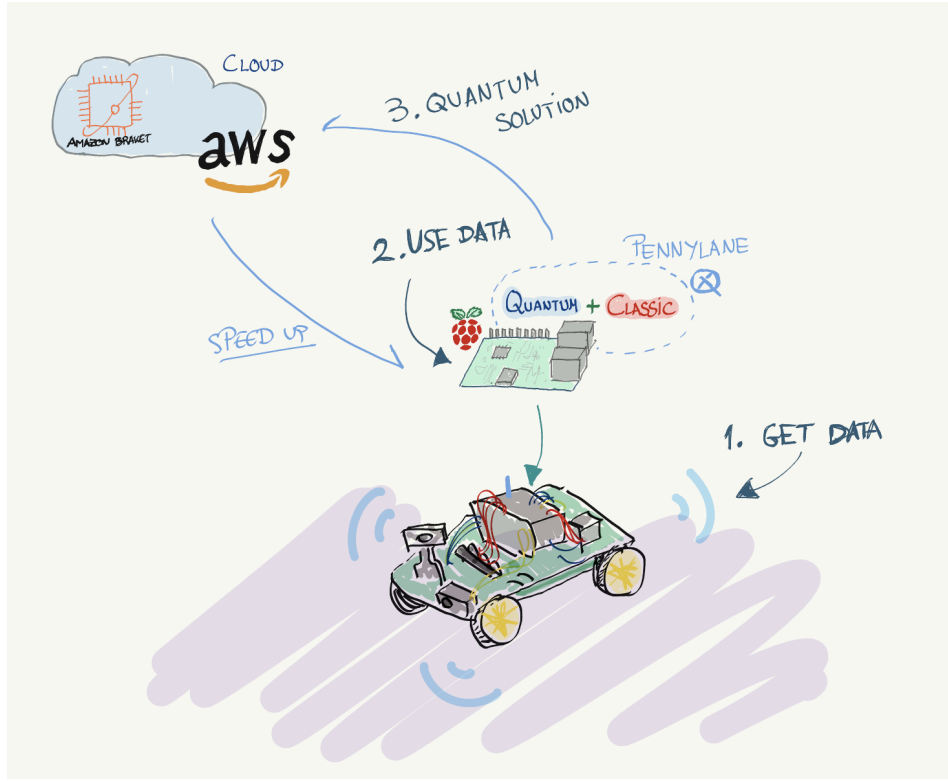 CLOUD
AMAZON BRAKET
aws
3. QUANTUM
SOLUTION
2. USE DATA
PENNYLANE
QUANTUM + CLASSIC
SPEED UP
1. GET DATA